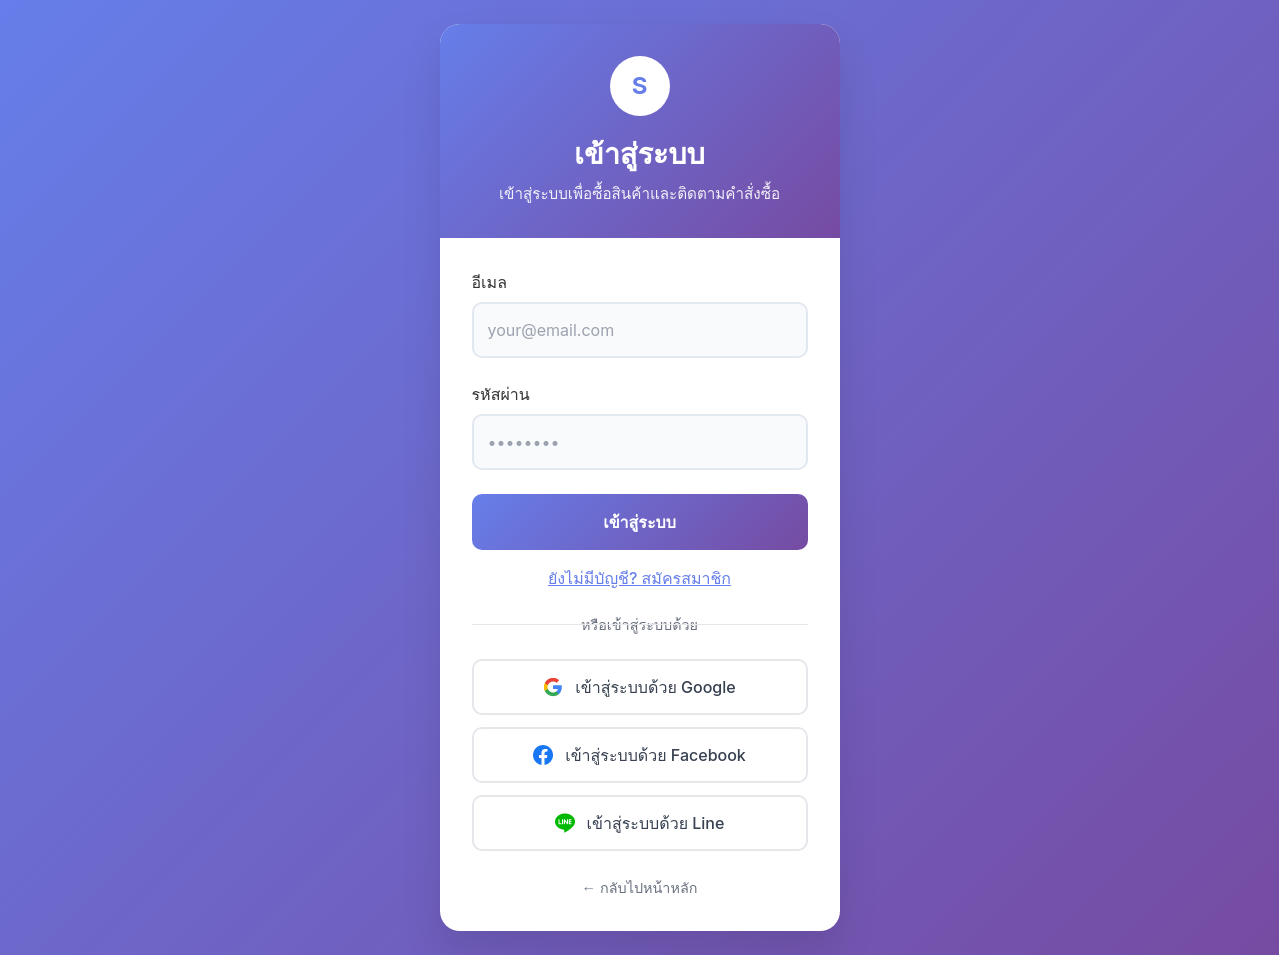 S
เข้าสู่ระบบ
เข้าสู่ระบบเพื่อซื้อสินค้าและติดตามคำสั่งซื้อ
อีเมล
your@email.com
รหัสผ่าน
••••••••
เข้าสู่ระบบ
ยังไม่มีบัญชี? สมัครสมาชิก
หรือเข้าสู่ระบบด้วย
เข้าสู่ระบบด้วย Google
เข้าสู่ระบบด้วย Facebook
LINE เข้าสู่ระบบด้วย Line
← กลับไปหน้าหลัก